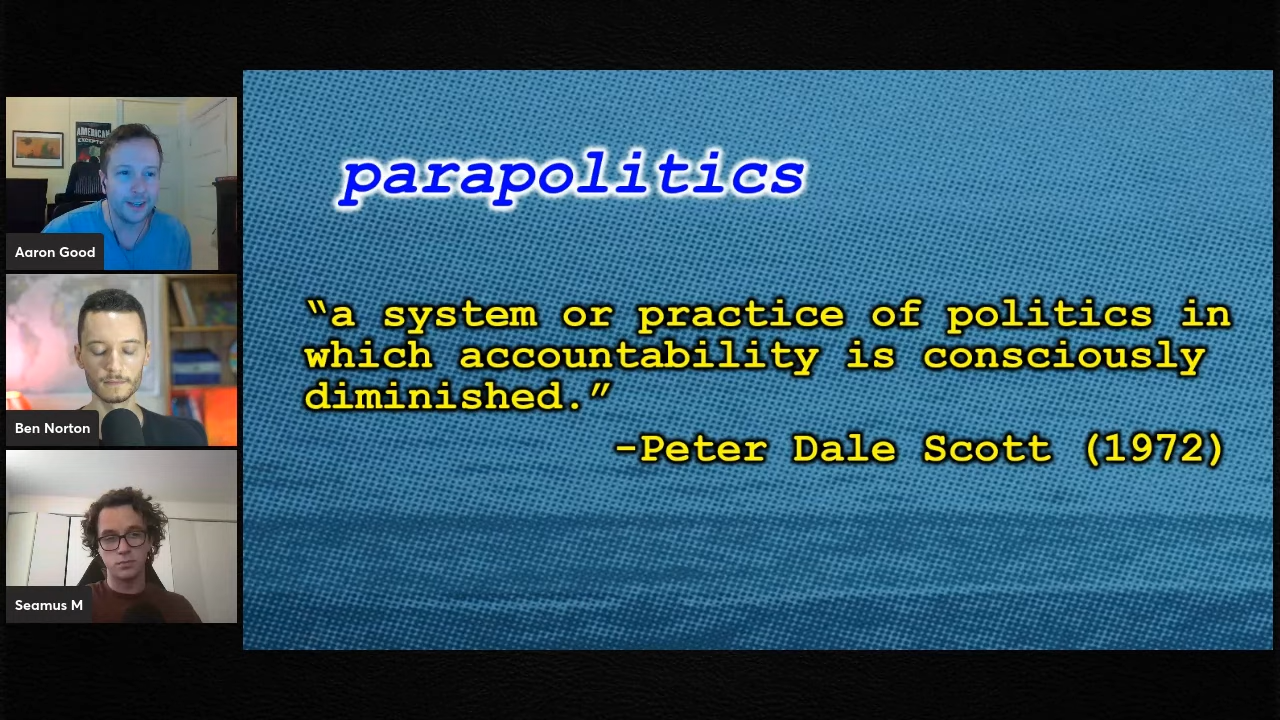 AMERICAN
Aaron Good
Ben Norton
Seamus M
parapolitics
“a system or practice of politics in
which accountability is consciously
diminished.”
-Peter Dale Scott (1972)